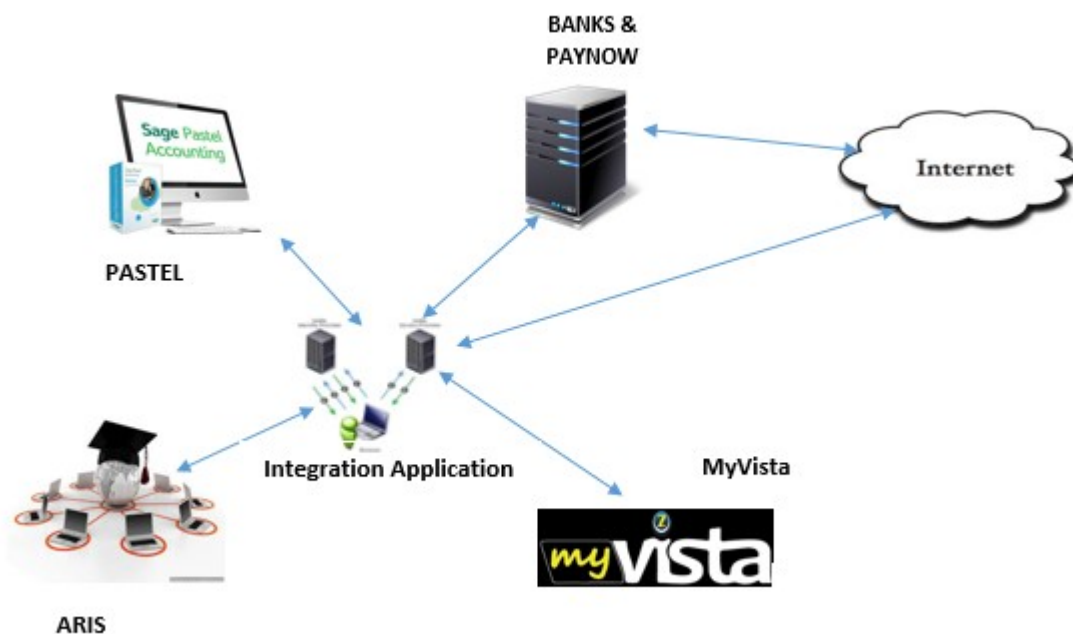 BANKS &
PAYNOW
Sage Pastel
Accounting
Internet
PASTEL
Integration Application
MyVista
Z
myvista
ARIS